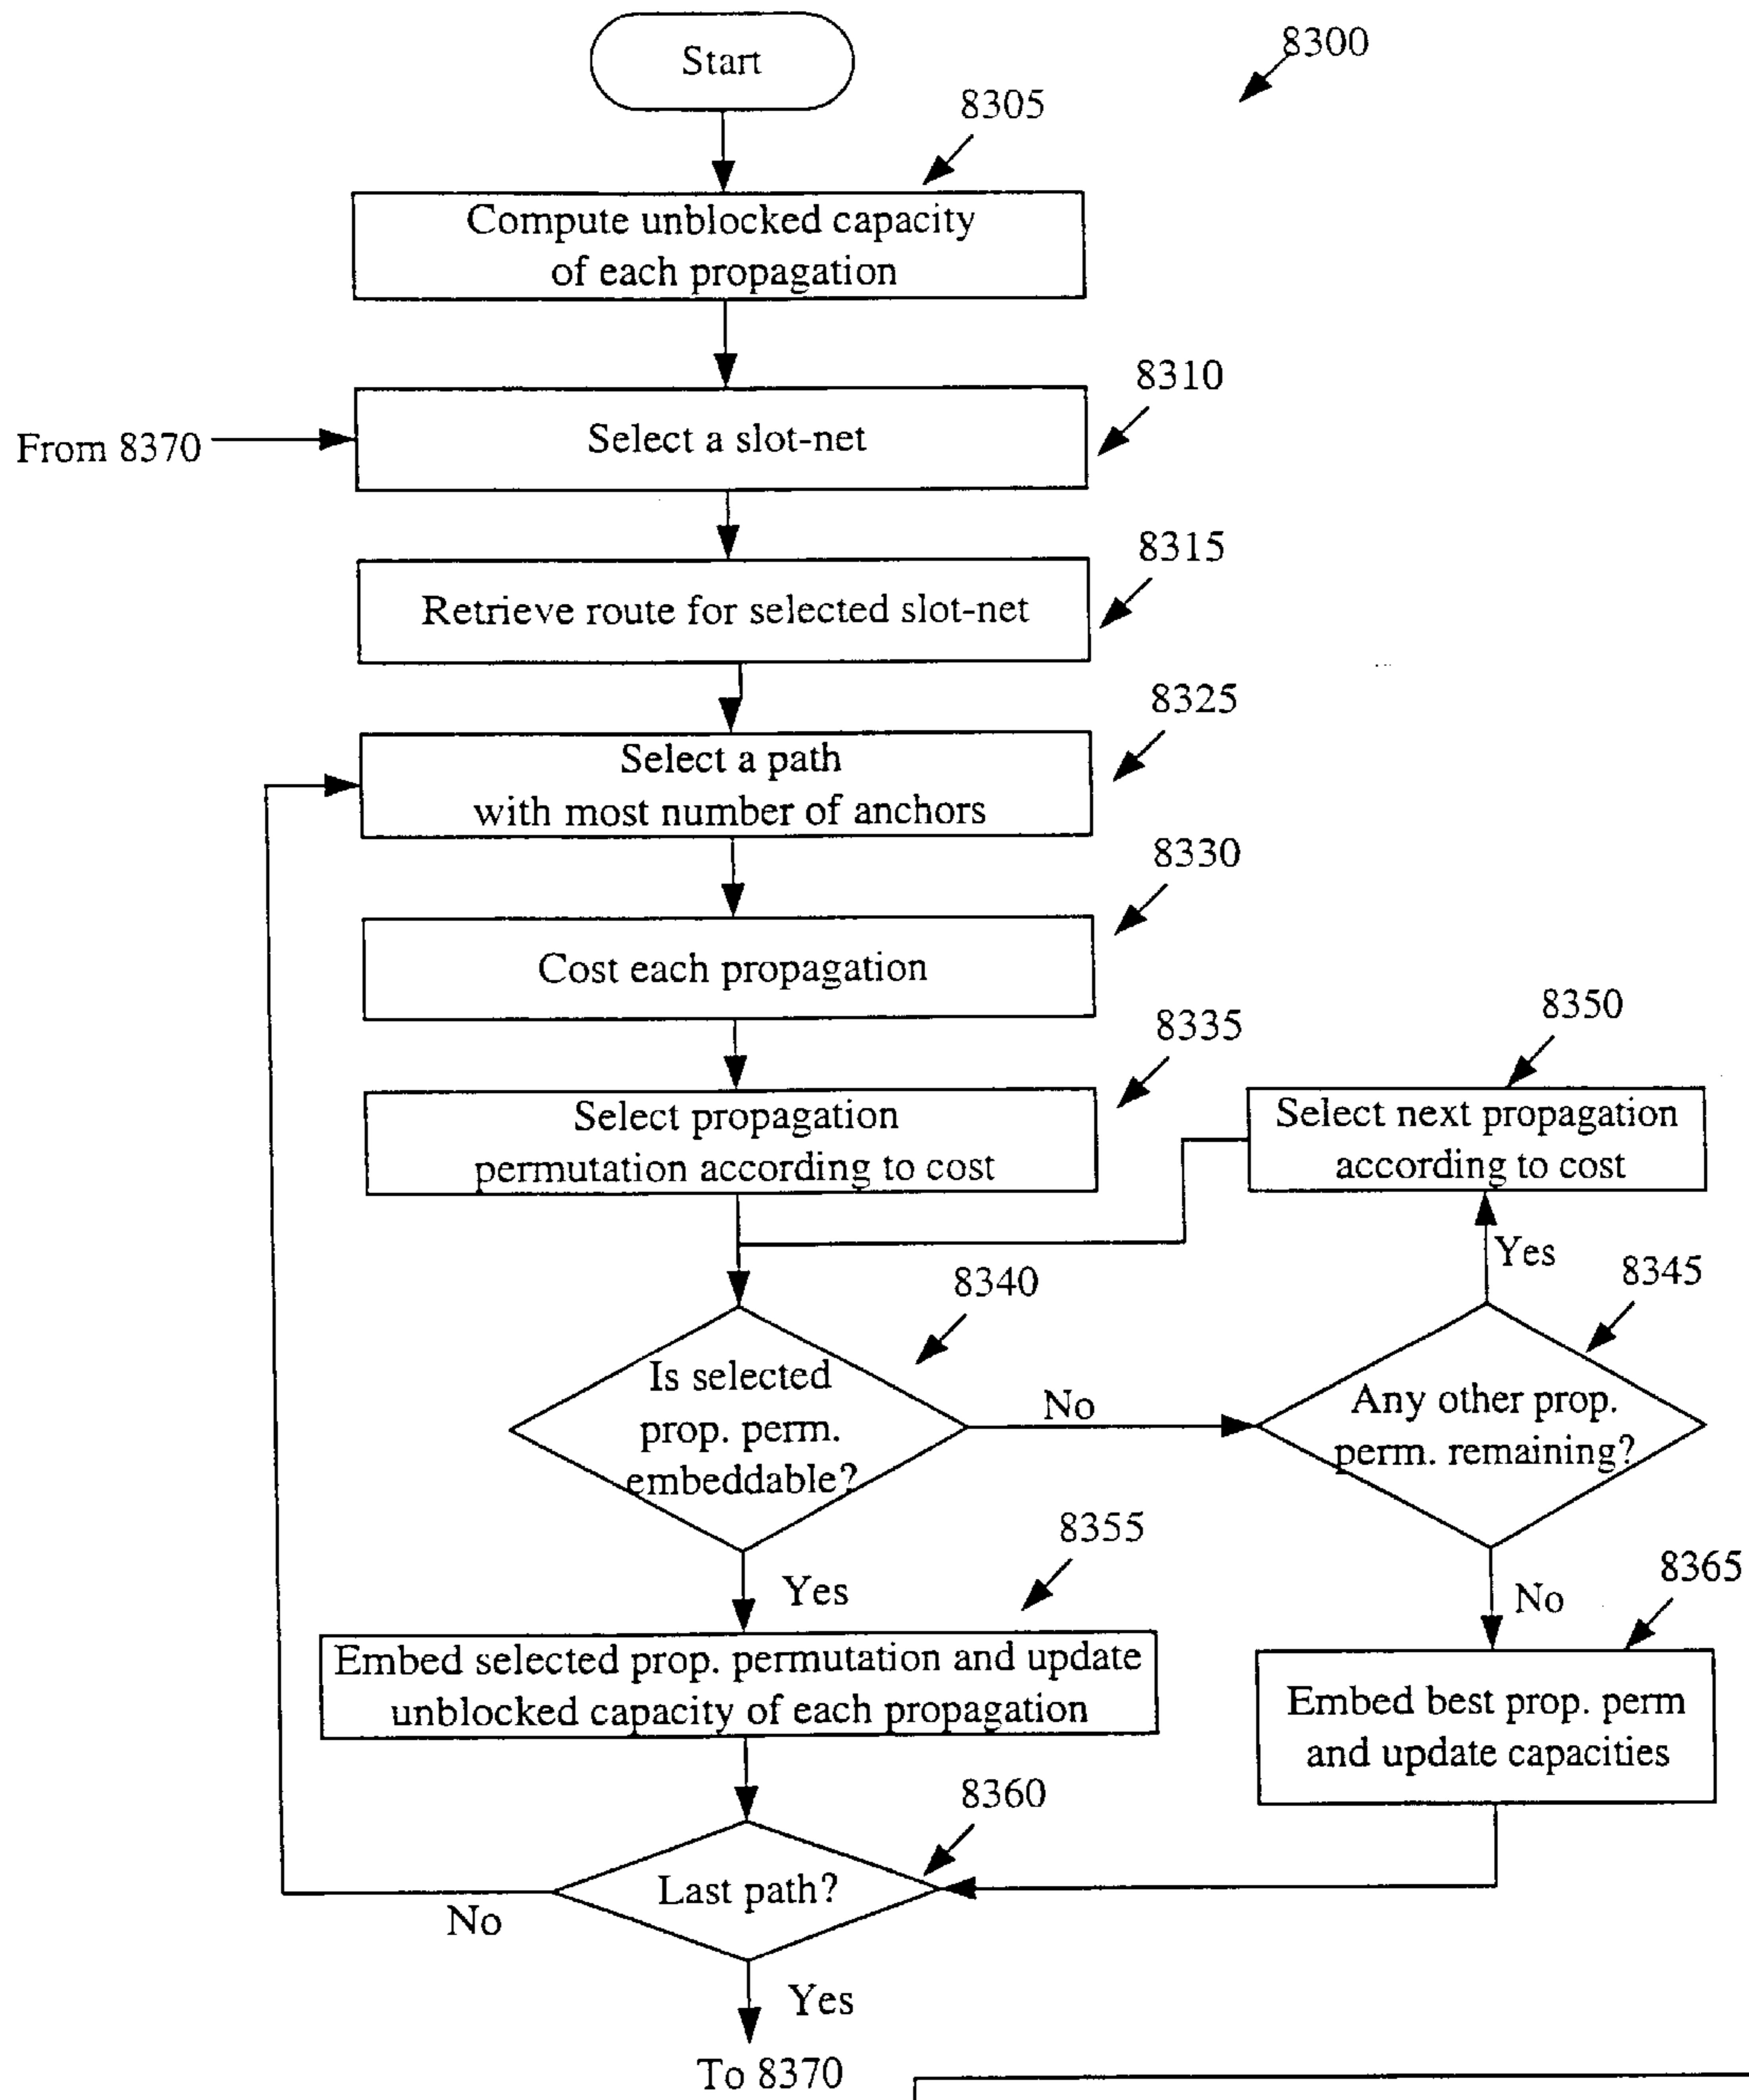 Start
8300
8305
Compute unblocked capacity
of each propagation
8310
From 8370
Select a slot-net
8315
Retrieve route for selected slot-net
8325
Select a path
with most number of anchors
8330
Cost each propagation
8335
Select propagation
permutation according to cost
8350
Select next propagation
according to cost
Yes
8345
8340
Is selected
prop. perm.
embeddable?
No
Any other prop.
perm. remaining?
8355
Yes
No
8365
Embed selected prop. permutation and update
unblocked capacity of each propagation
Embed best prop. perm
and update capacities
8360
Last path?
No
Yes
To 8370